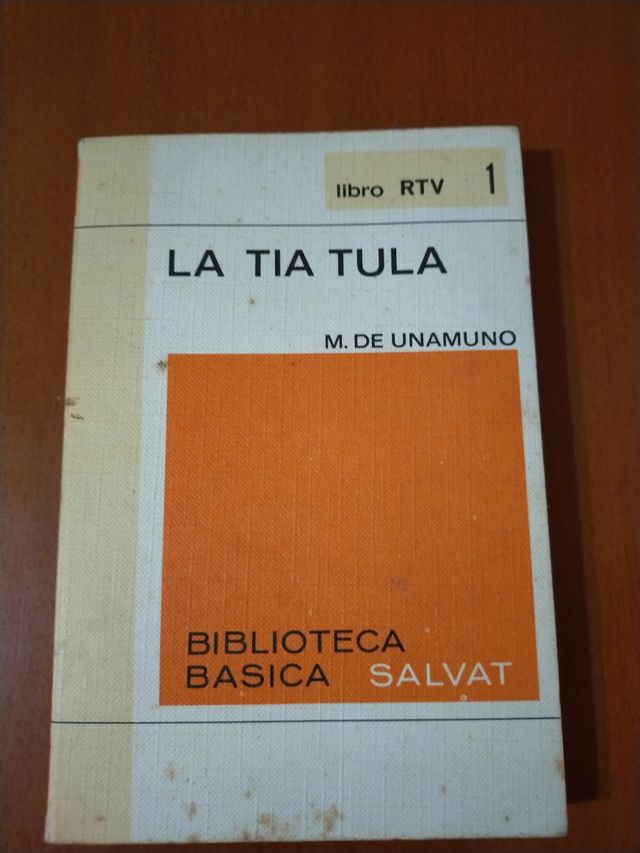 libro RTV 1
LA TIA TULA
M. DE UNAMUNO
BIBLIOTECA
BASICA SALVAT